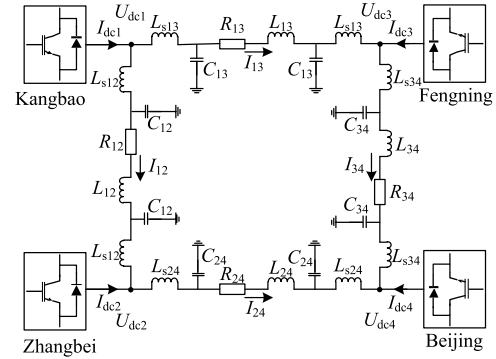 U_dc1 U_dc3
I_dc1 L_s13 R_13 L_13 L_s13 I_dc3
C_13 I_13 C_13
Kangbao L_s12 L_s34 Fengning
C_12 C_34
R_12 L_34
I_12 I_34
L_12 R_34
C_12 C_34
L_s12 C_24 C_24 L_s34
L_s24 R_24 L_24 L_s24
I_dc2 I_24 I_dc4
Zhangbei U_dc2 U_dc4 Beijing